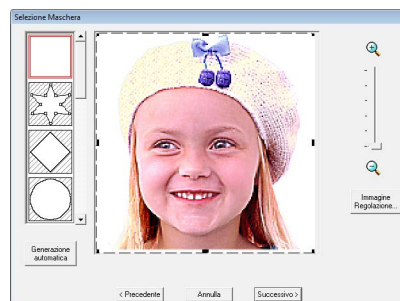 Selezione Maschera
Immagine
Regolazione...
Generazione
automatica
< Precedente
Annulla
Successivo >